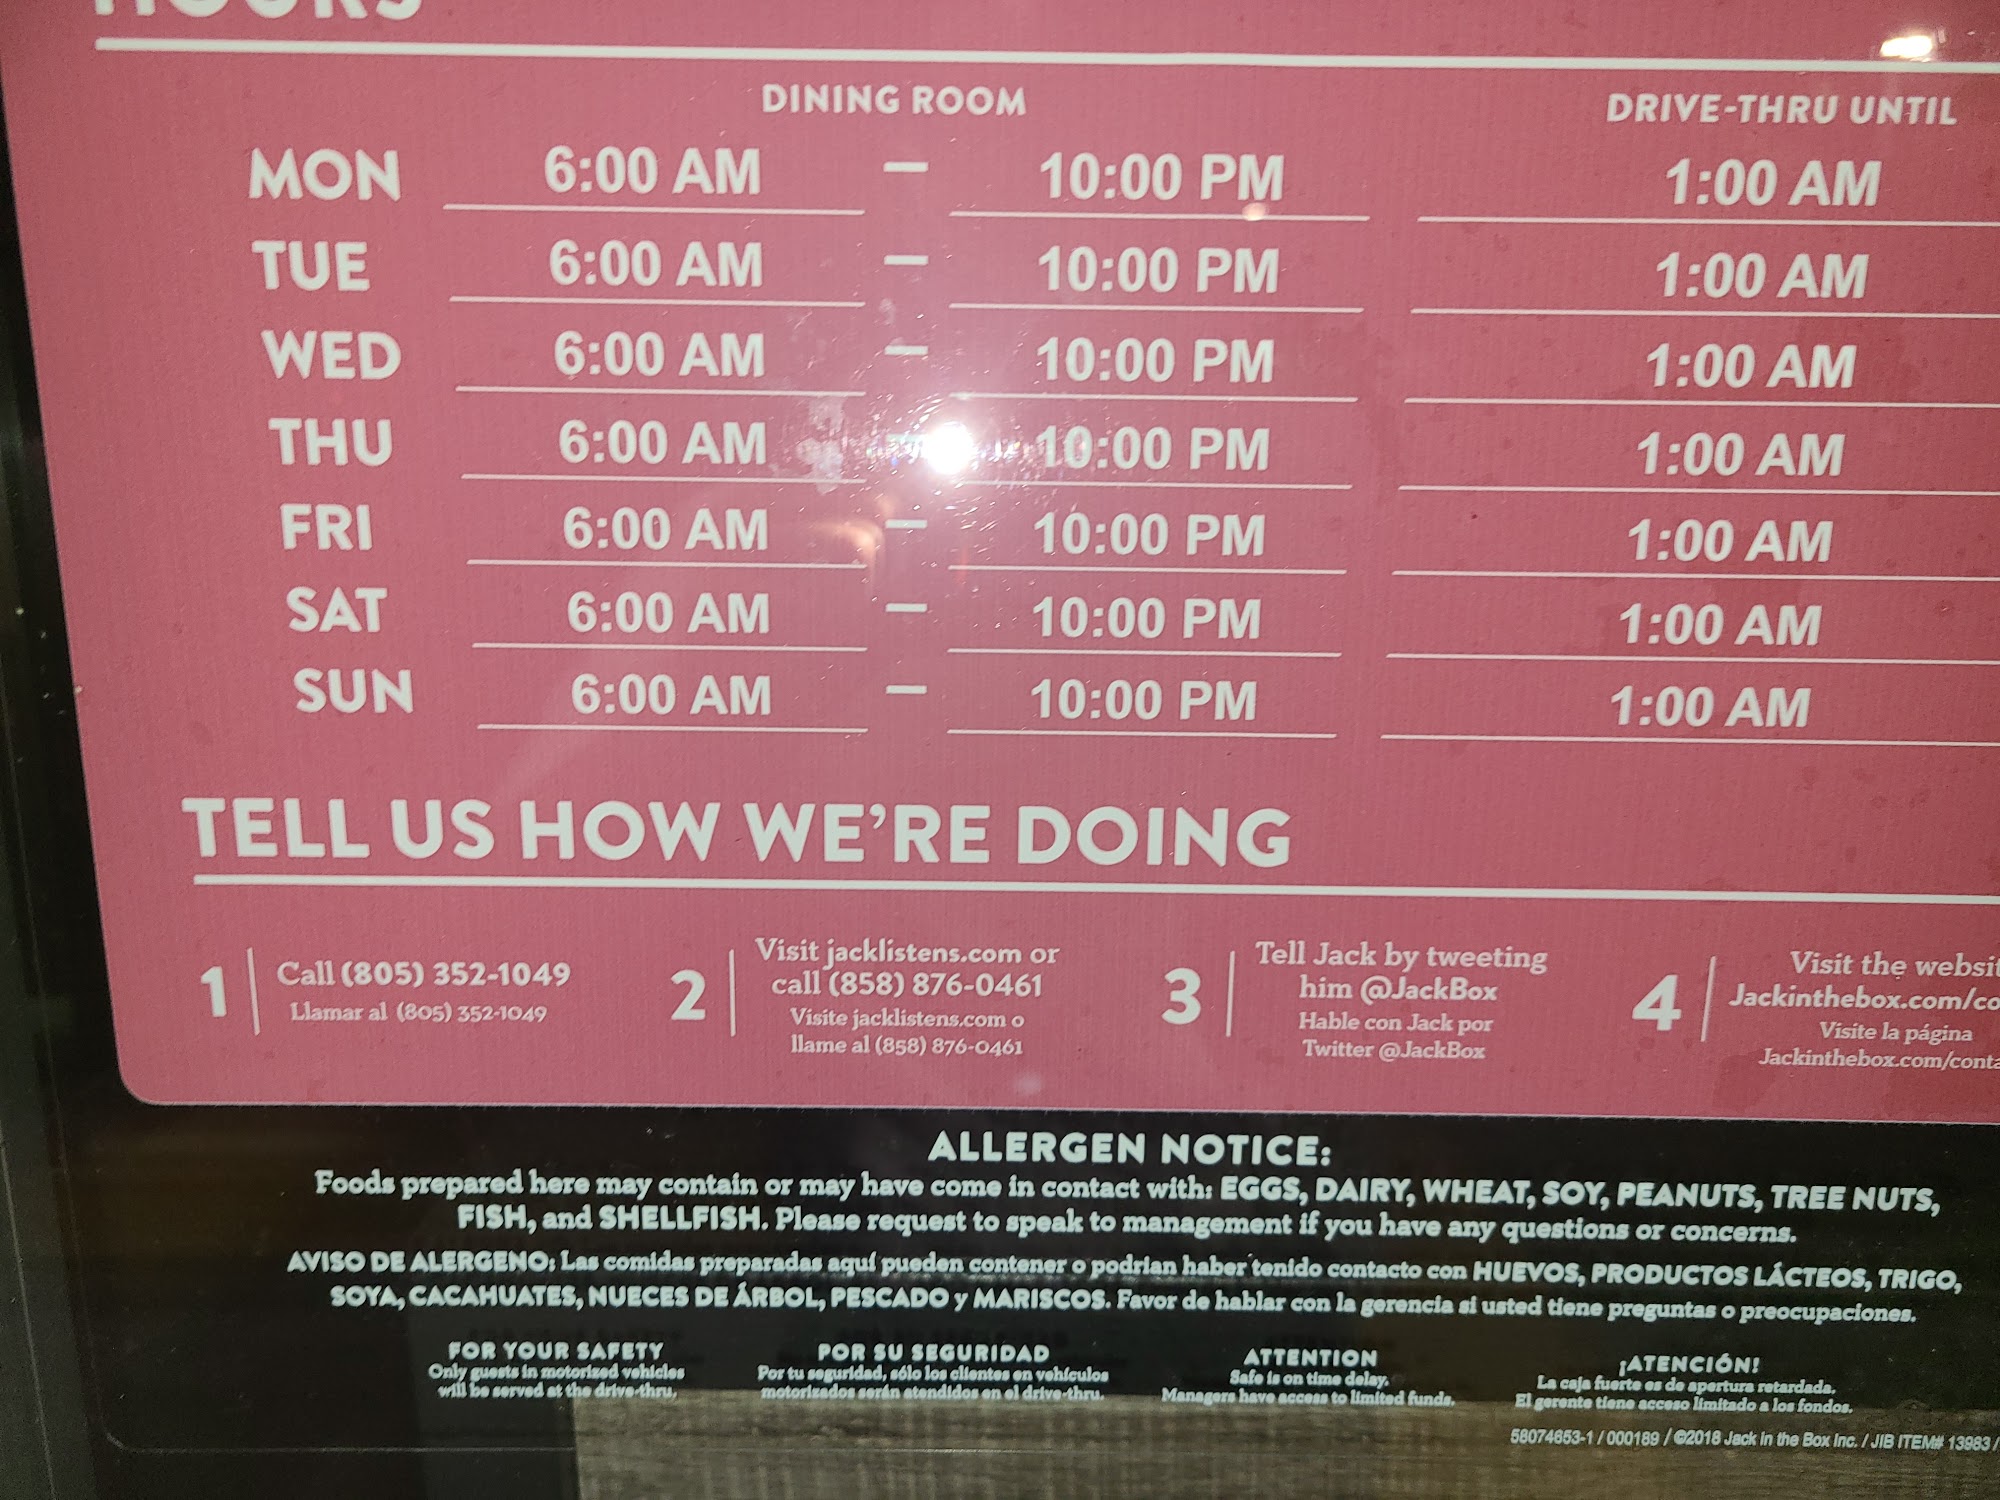 HOURS
DINING ROOM DRIVE-THRU UNTIL
MON 6:00 AM – 10:00 PM 1:00 AM
TUE 6:00 AM – 10:00 PM 1:00 AM
WED 6:00 AM – 10:00 PM 1:00 AM
THU 6:00 AM 10:00 PM 1:00 AM
FRI 6:00 AM – 10:00 PM 1:00 AM
SAT 6:00 AM – 10:00 PM 1:00 AM
SUN 6:00 AM – 10:00 PM 1:00 AM
TELL US HOW WE'RE DOING
1
Call (805) 352-1049
Llamar al (805) 352-1049
2
Visit jacklistens.com or
call (858) 876-0461
Visite jacklistens.com o
llame al (858) 876-0461
3
Tell Jack by tweeting
him @JackBox
Hable con Jack por
Twitter @JackBox
4
Visit the websit
Jackinthebox.com/co
Visite la página
Jackinthebox.com/conta
ALLERGEN NOTICE:
Foods prepared here may contain or may have come in contact with: EGGS, DAIRY, WHEAT, SOY, PEANUTS, TREE NUTS,
FISH, and SHELLFISH. Please request to speak to management if you have any questions or concerns.
AVISO DE ALERGENO: Las comidas preparadas aquí pueden contener o podrían haber tenido contacto con HUEVOS, PRODUCTOS LÁCTEOS, TRIGO,
SOYA, CACAHUATES, NUECES DE ÁRBOL, PESCADO y MARISCOS. Favor de hablar con la gerencia si usted tiene preguntas o preocupaciones.
FOR YOUR SAFETY
Only guests in motorized vehicles
will be served at the drive-thru.
POR SU SEGURIDAD
Por tu seguridad, sólo los clientes en vehículos
motorizados serán atendidos en el drive-thru.
ATTENTION
Safe is on time delay.
Managers have access to limited funds.
¡ATENCIÓN!
La caja fuerte es de apertura retardada.
El gerente tiene acceso limitado a los fondos.
58074653-1 / 000189 / ©2018 Jack in the Box Inc. / JIB ITEM# 13983 /